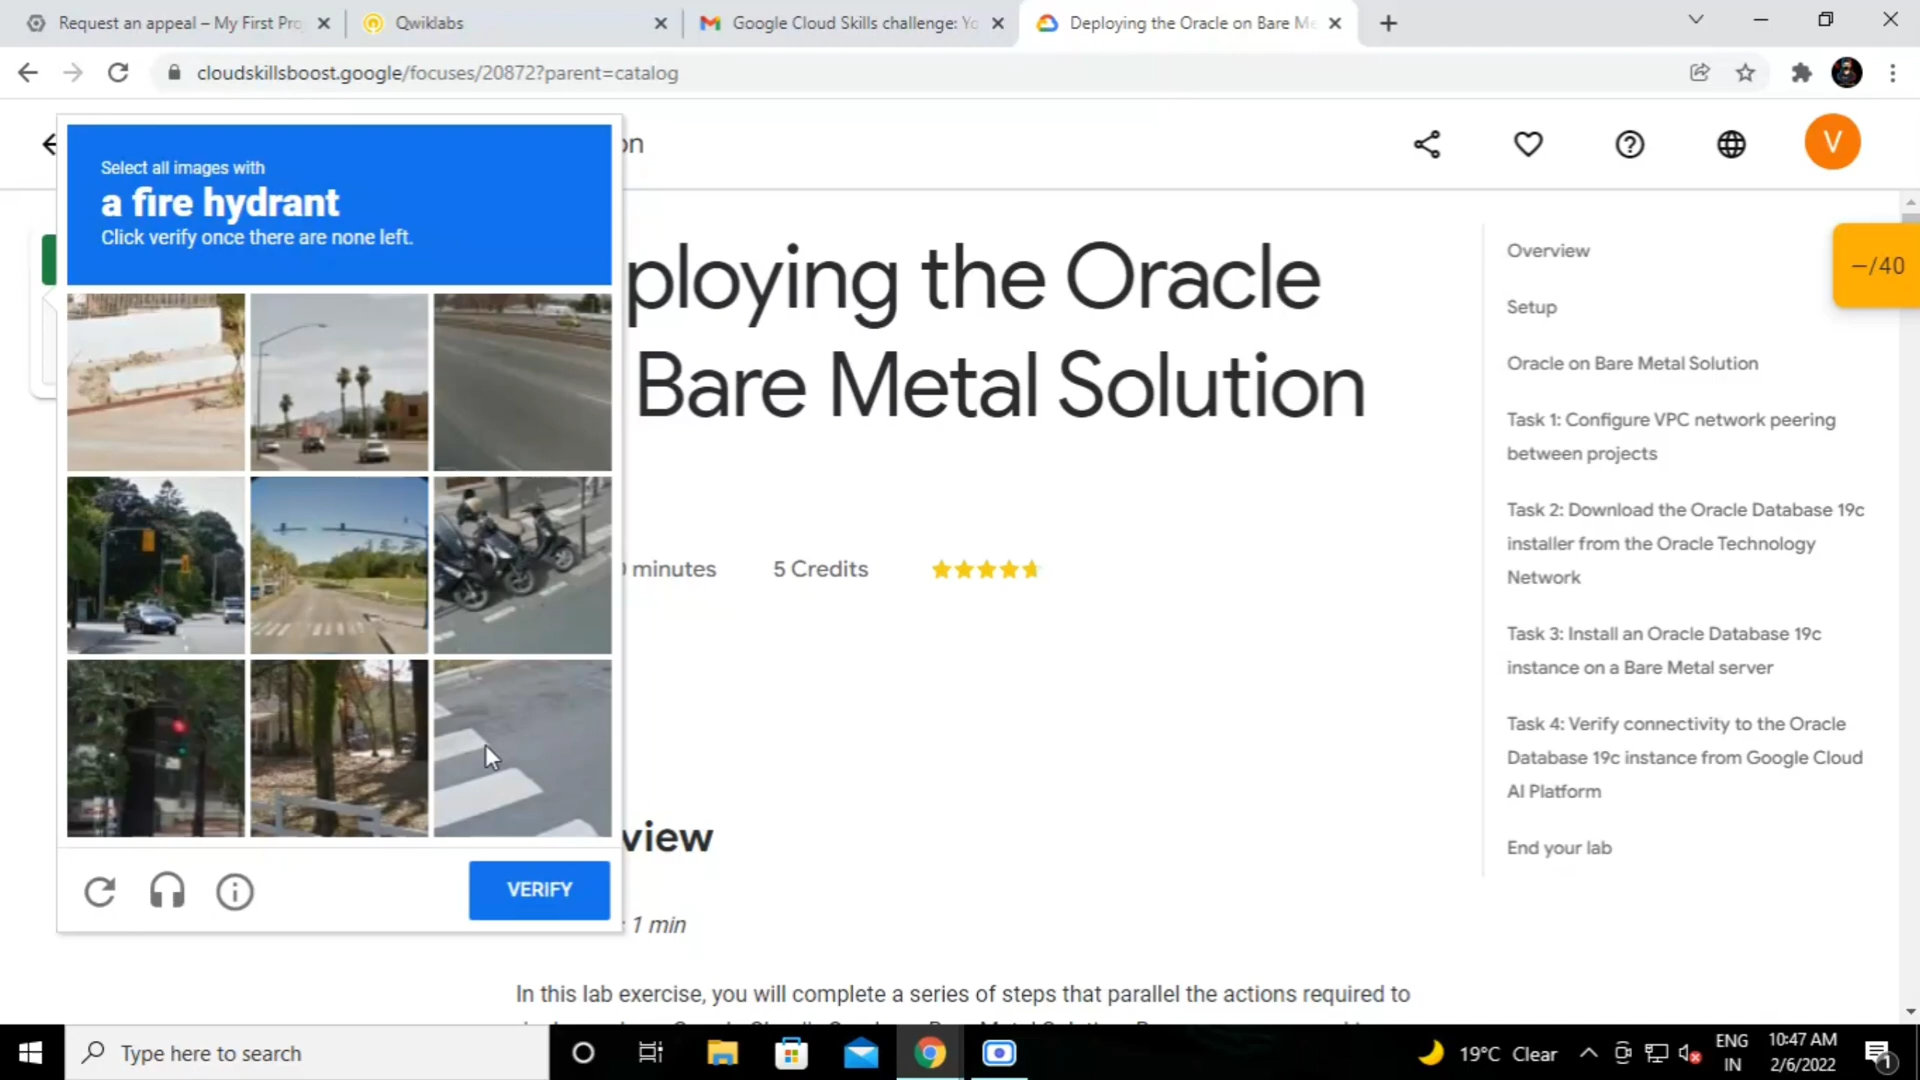 Request an appeal – My First Pro
Qwiklabs
Google Cloud Skills challenge: Yo
Deploying the Oracle on Bare Me
cloudskillsboost.google/focuses/20872?parent=catalog
on
V
Select all images with
a fire hydrant
Click verify once there are none left.
VERIFY
ploying the Oracle
Bare Metal Solution
0 minutes
5 Credits
view
: 1 min
In this lab exercise, you will complete a series of steps that parallel the actions required to
Overview
Setup
Oracle on Bare Metal Solution
Task 1: Configure VPC network peering
between projects
Task 2: Download the Oracle Database 19c
installer from the Oracle Technology
Network
Task 3: Install an Oracle Database 19c
instance on a Bare Metal server
Task 4: Verify connectivity to the Oracle
Database 19c instance from Google Cloud
AI Platform
End your lab
–/40
Type here to search
19°C Clear
ENG
IN
10:47 AM
2/6/2022
1